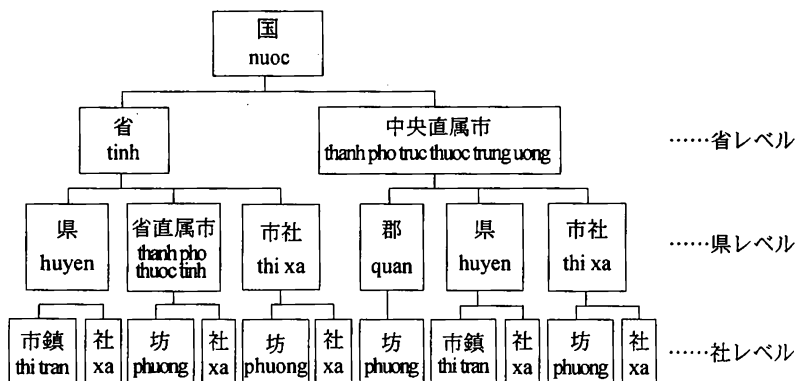 国
nuoc
省
tinh
中央直属市
thanh pho truc thuoc trung uong
……省レベル
県
huyen
省直属市
thanh pho
thuoc tinh
市社
thi xa
郡
quan
県
huyen
市社
thi xa
……県レベル
市鎮
thi tran
社
xa
坊
phuong
社
xa
坊
phuong
社
xa
坊
phuong
市鎮
thi tran
社
xa
坊
phuong
社
xa
……社レベル